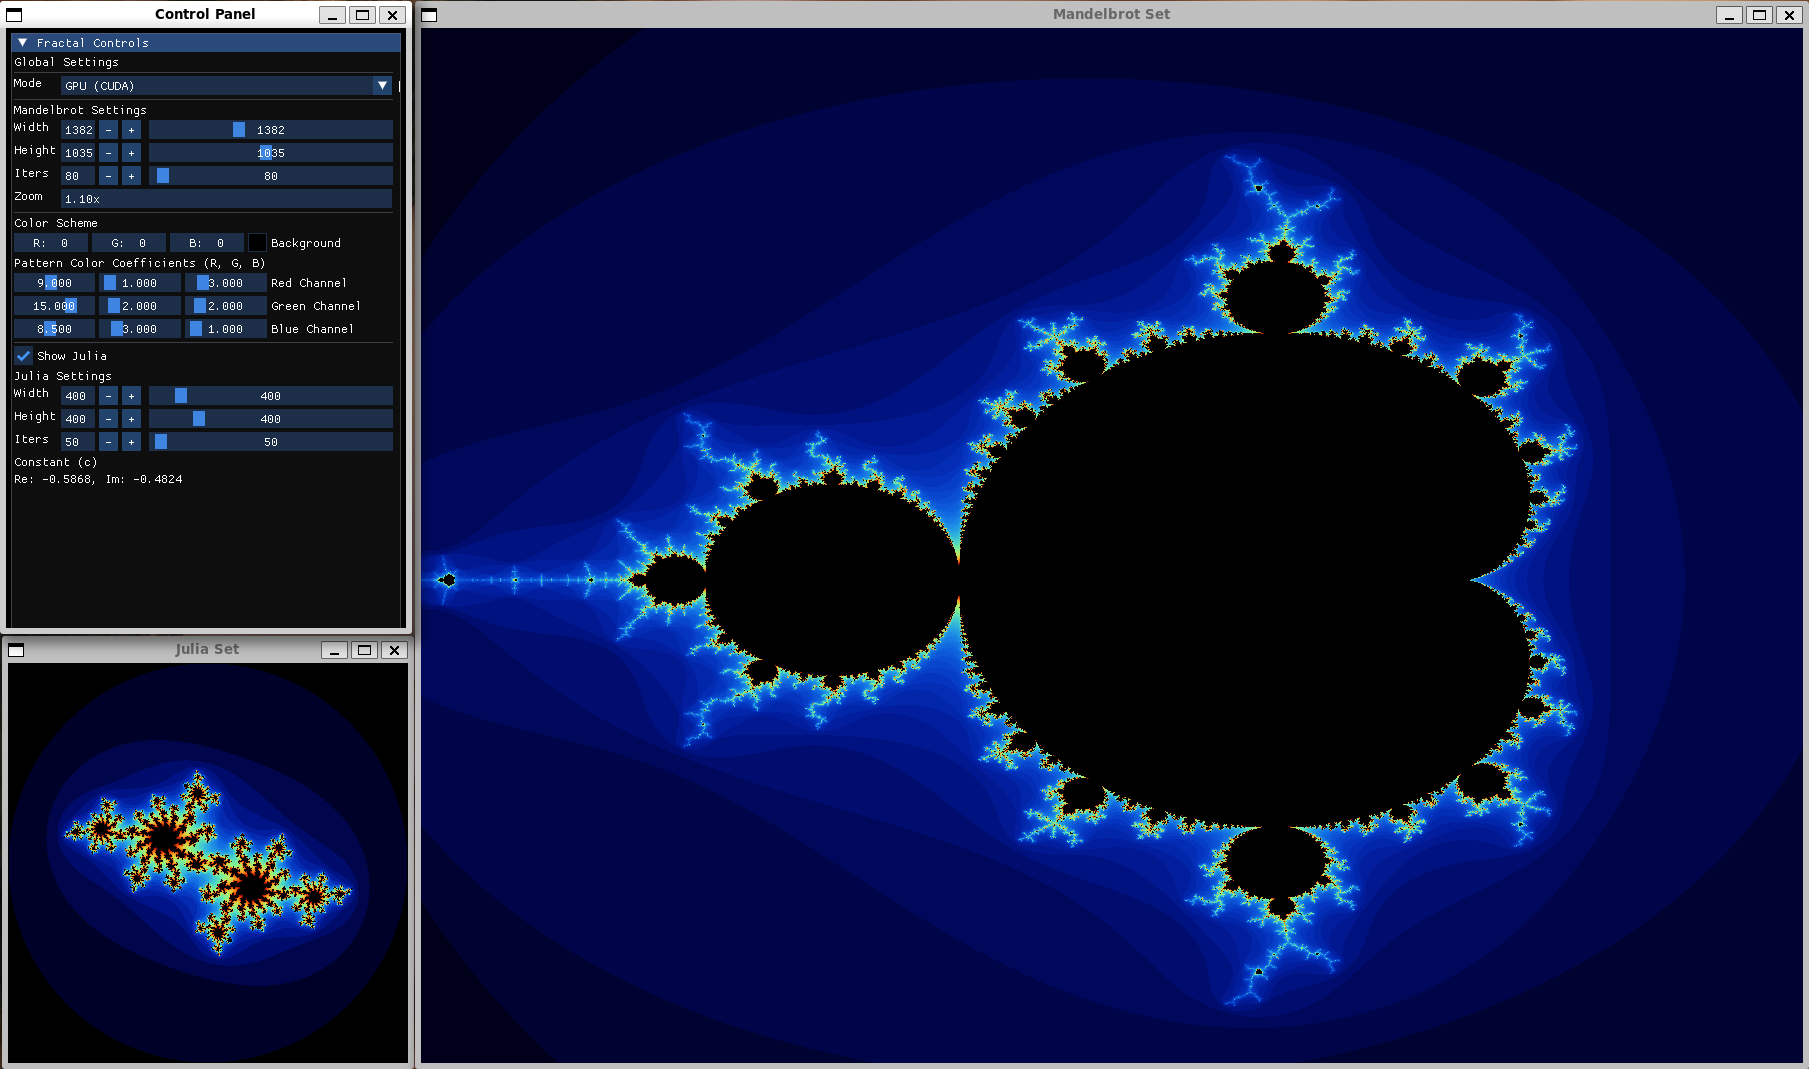 Control Panel
Fractal Controls
Global Settings
Mode GPU (CUDA)
Mandelbrot Settings
Width 1382 - + 1382
Height 1035 - + 1035
Iters 80 - + 80
Zoom 1.10x
Color Scheme
R: 0 G: 0 B: 0 Background
Pattern Color Coefficients (R, G, B)
9.000 1.000 3.000 Red Channel
15.000 2.000 2.000 Green Channel
8.500 3.000 1.000 Blue Channel
Show Julia
Julia Settings
Width 400 - + 400
Height 400 - + 400
Iters 50 - + 50
Constant (c)
Re: -0.5868, Im: -0.4824
Julia Set
Mandelbrot Set